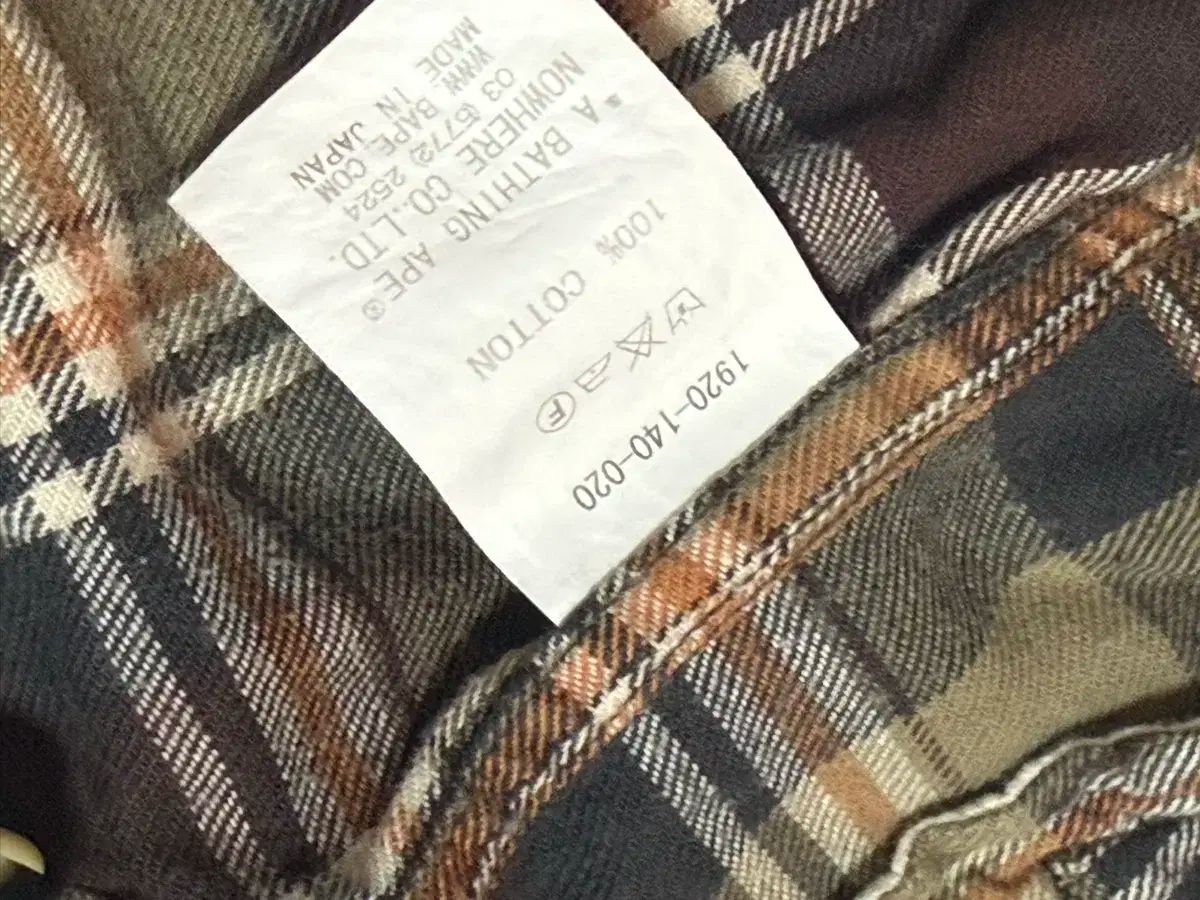 1920-140-020
F
100% COTTON
A BATHING APE®
NOWHERE CO.LTD.
03 (5772) 2524
WWW. BAPE. COM
MADE IN JAPAN